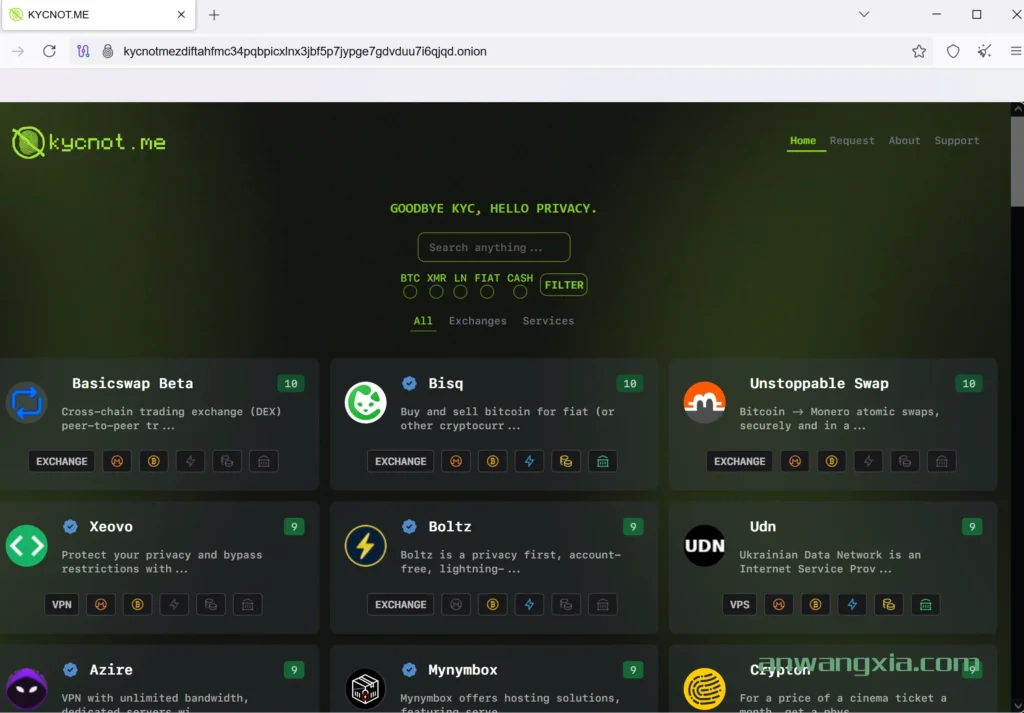 KYCNOT.ME
kycnotmezdiftahfmc34pqbpicxlnx3jbf5p7jypge7gdvduu7i6qjqd.onion
kycnot.me
Home Request About Support
GOODBYE KYC, HELLO PRIVACY.
Search anything...
BTC XMR LN FIAT CASH FILTER
All Exchanges Services
Basicswap Beta 10
Cross-chain trading exchange (DEX)
peer-to-peer tr...
EXCHANGE
Bisq 10
Buy and sell bitcoin for fiat (or
other cryptocurr...
EXCHANGE
Unstoppable Swap 10
Bitcoin → Monero atomic swaps,
securely and in a...
EXCHANGE
Xeovo 9
Protect your privacy and bypass
restrictions with...
VPN
Boltz 9
Boltz is a privacy first, account-
free, lightning-...
EXCHANGE
UDN
Udn 9
Ukrainian Data Network is an
Internet Service Prov...
VPS
Azire 9
VPN with unlimited bandwidth,
dedicated servers wi...
Mynymbox 9
Mynymbox offers hosting solutions,
featuring serve...
Crypton 9
For a price of a cinema ticket a
month, get a phys...
anwangxia.com